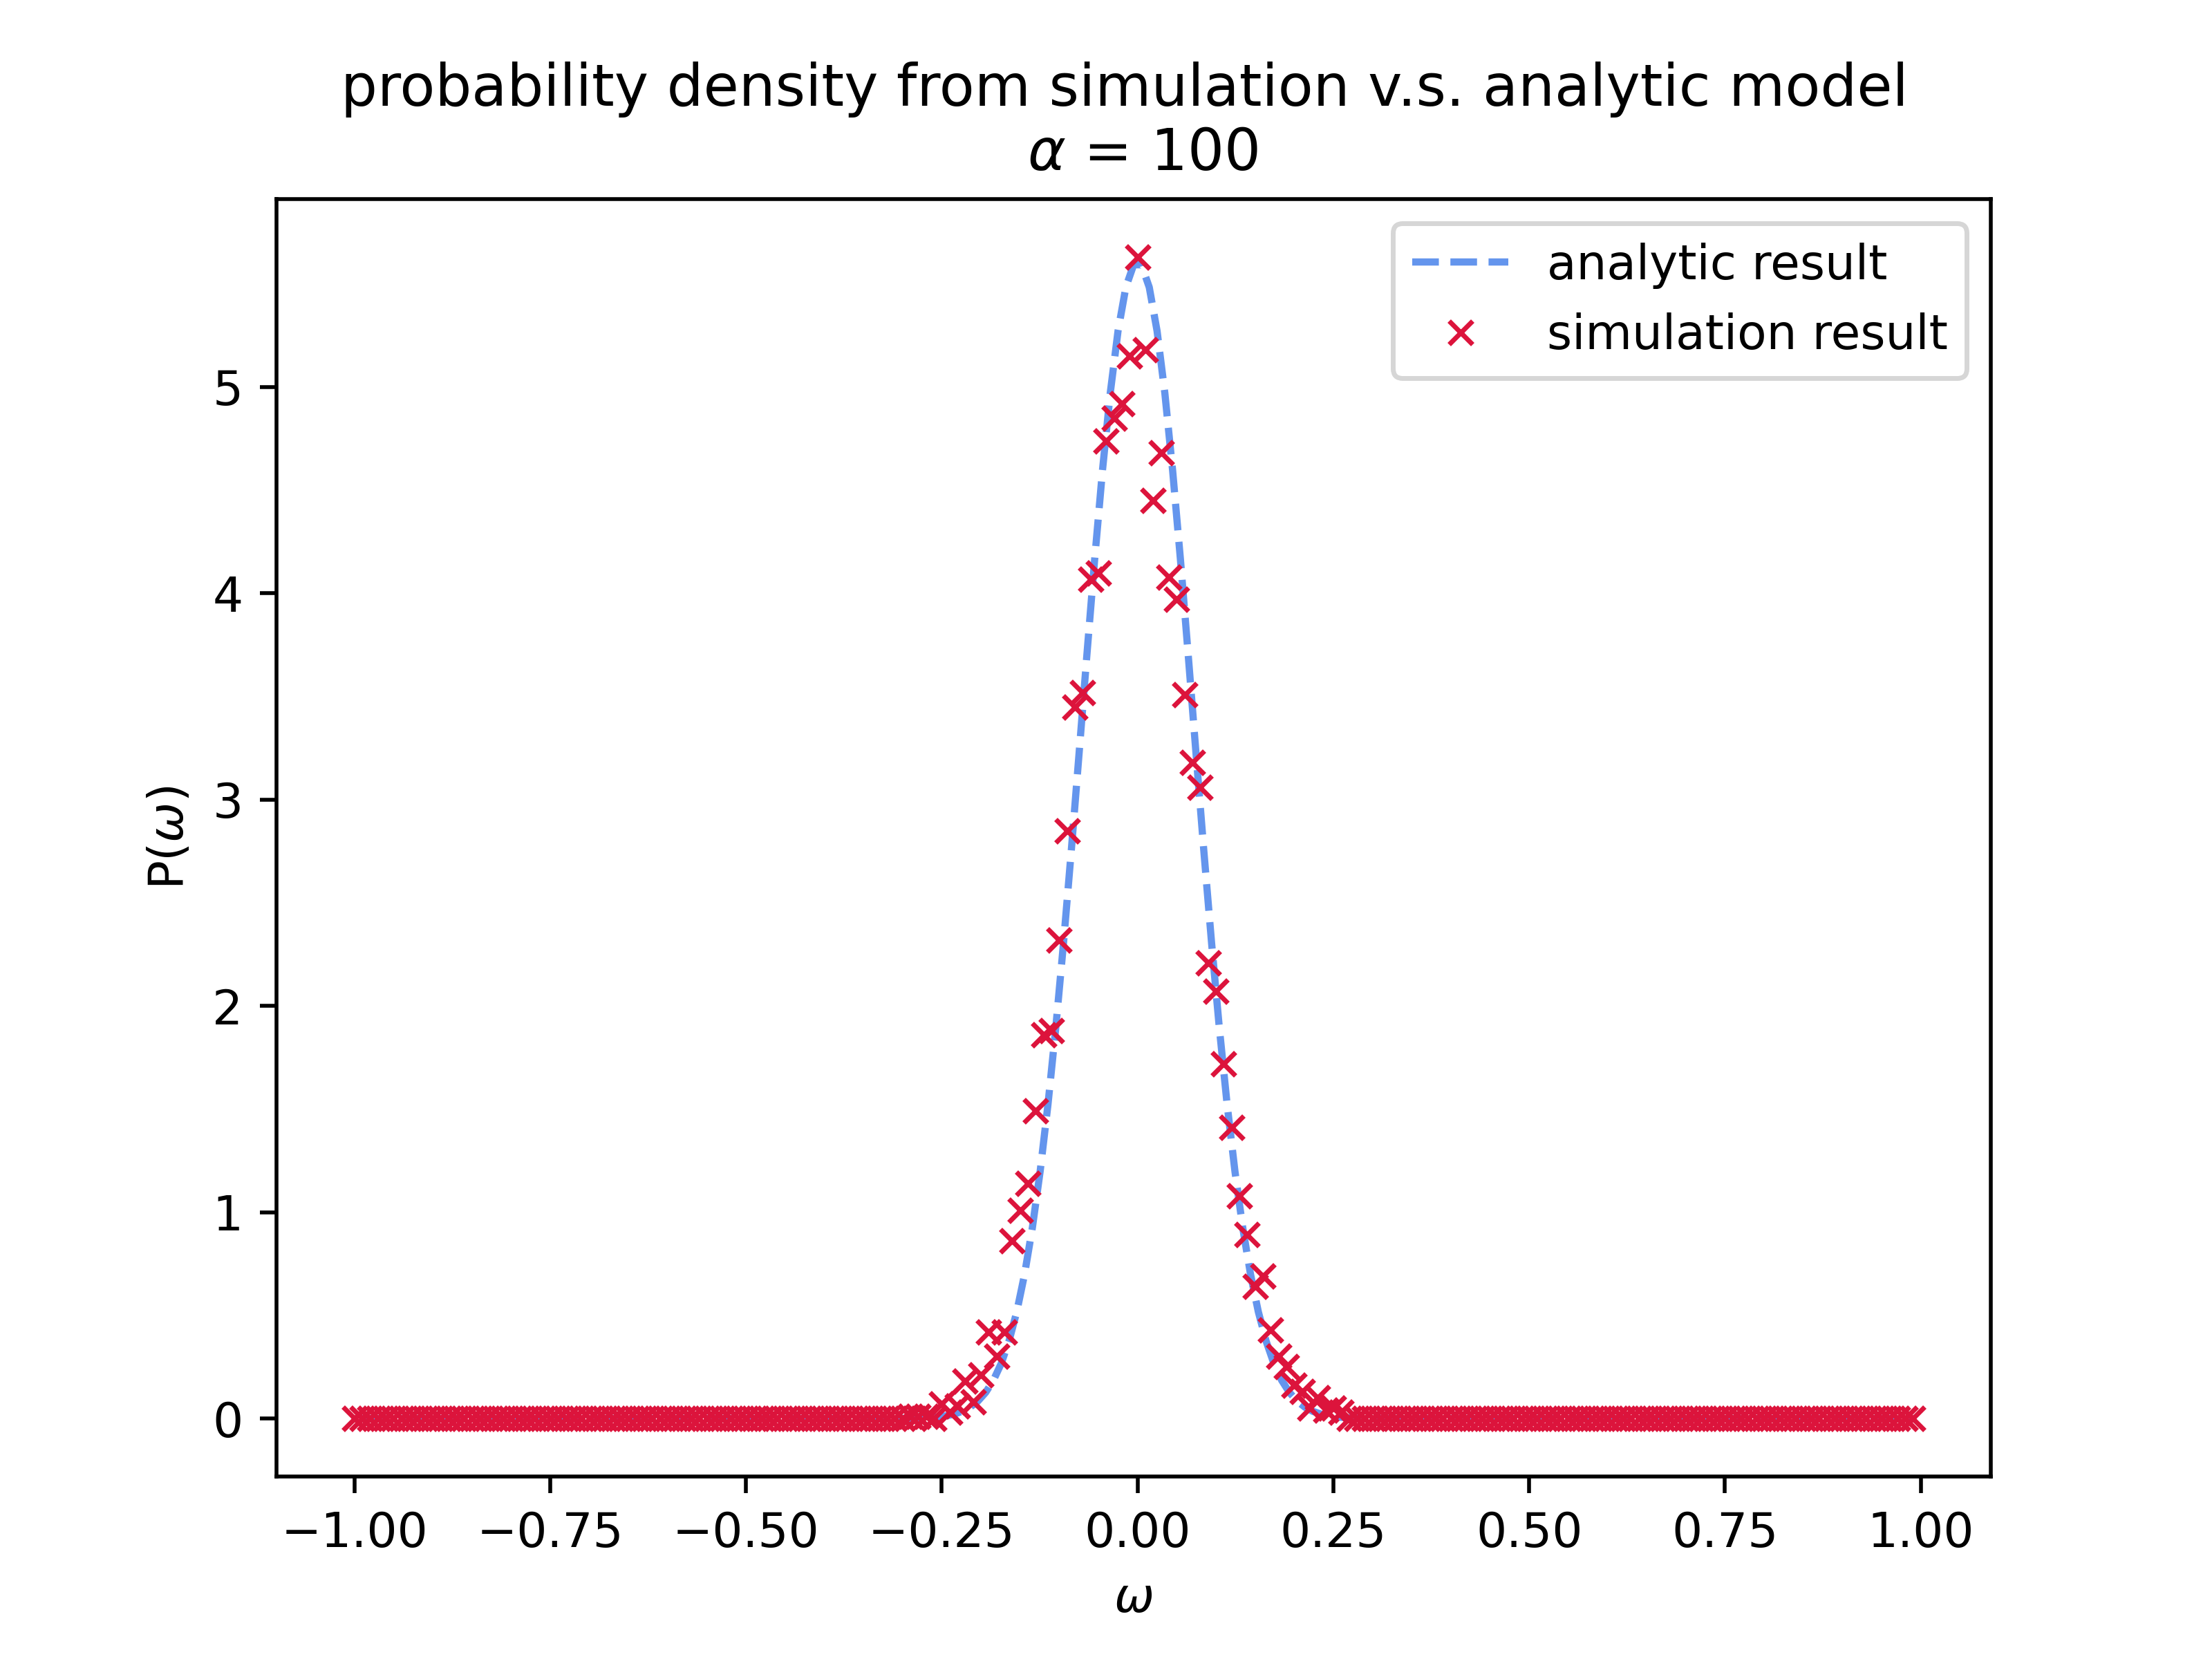 probability density from simulation v.s. analytic model
α = 100
analytic result
simulation result
P(ω)
5
4
3
2
1
0
−1.00 −0.75 −0.50 −0.25 0.00 0.25 0.50 0.75 1.00
ω